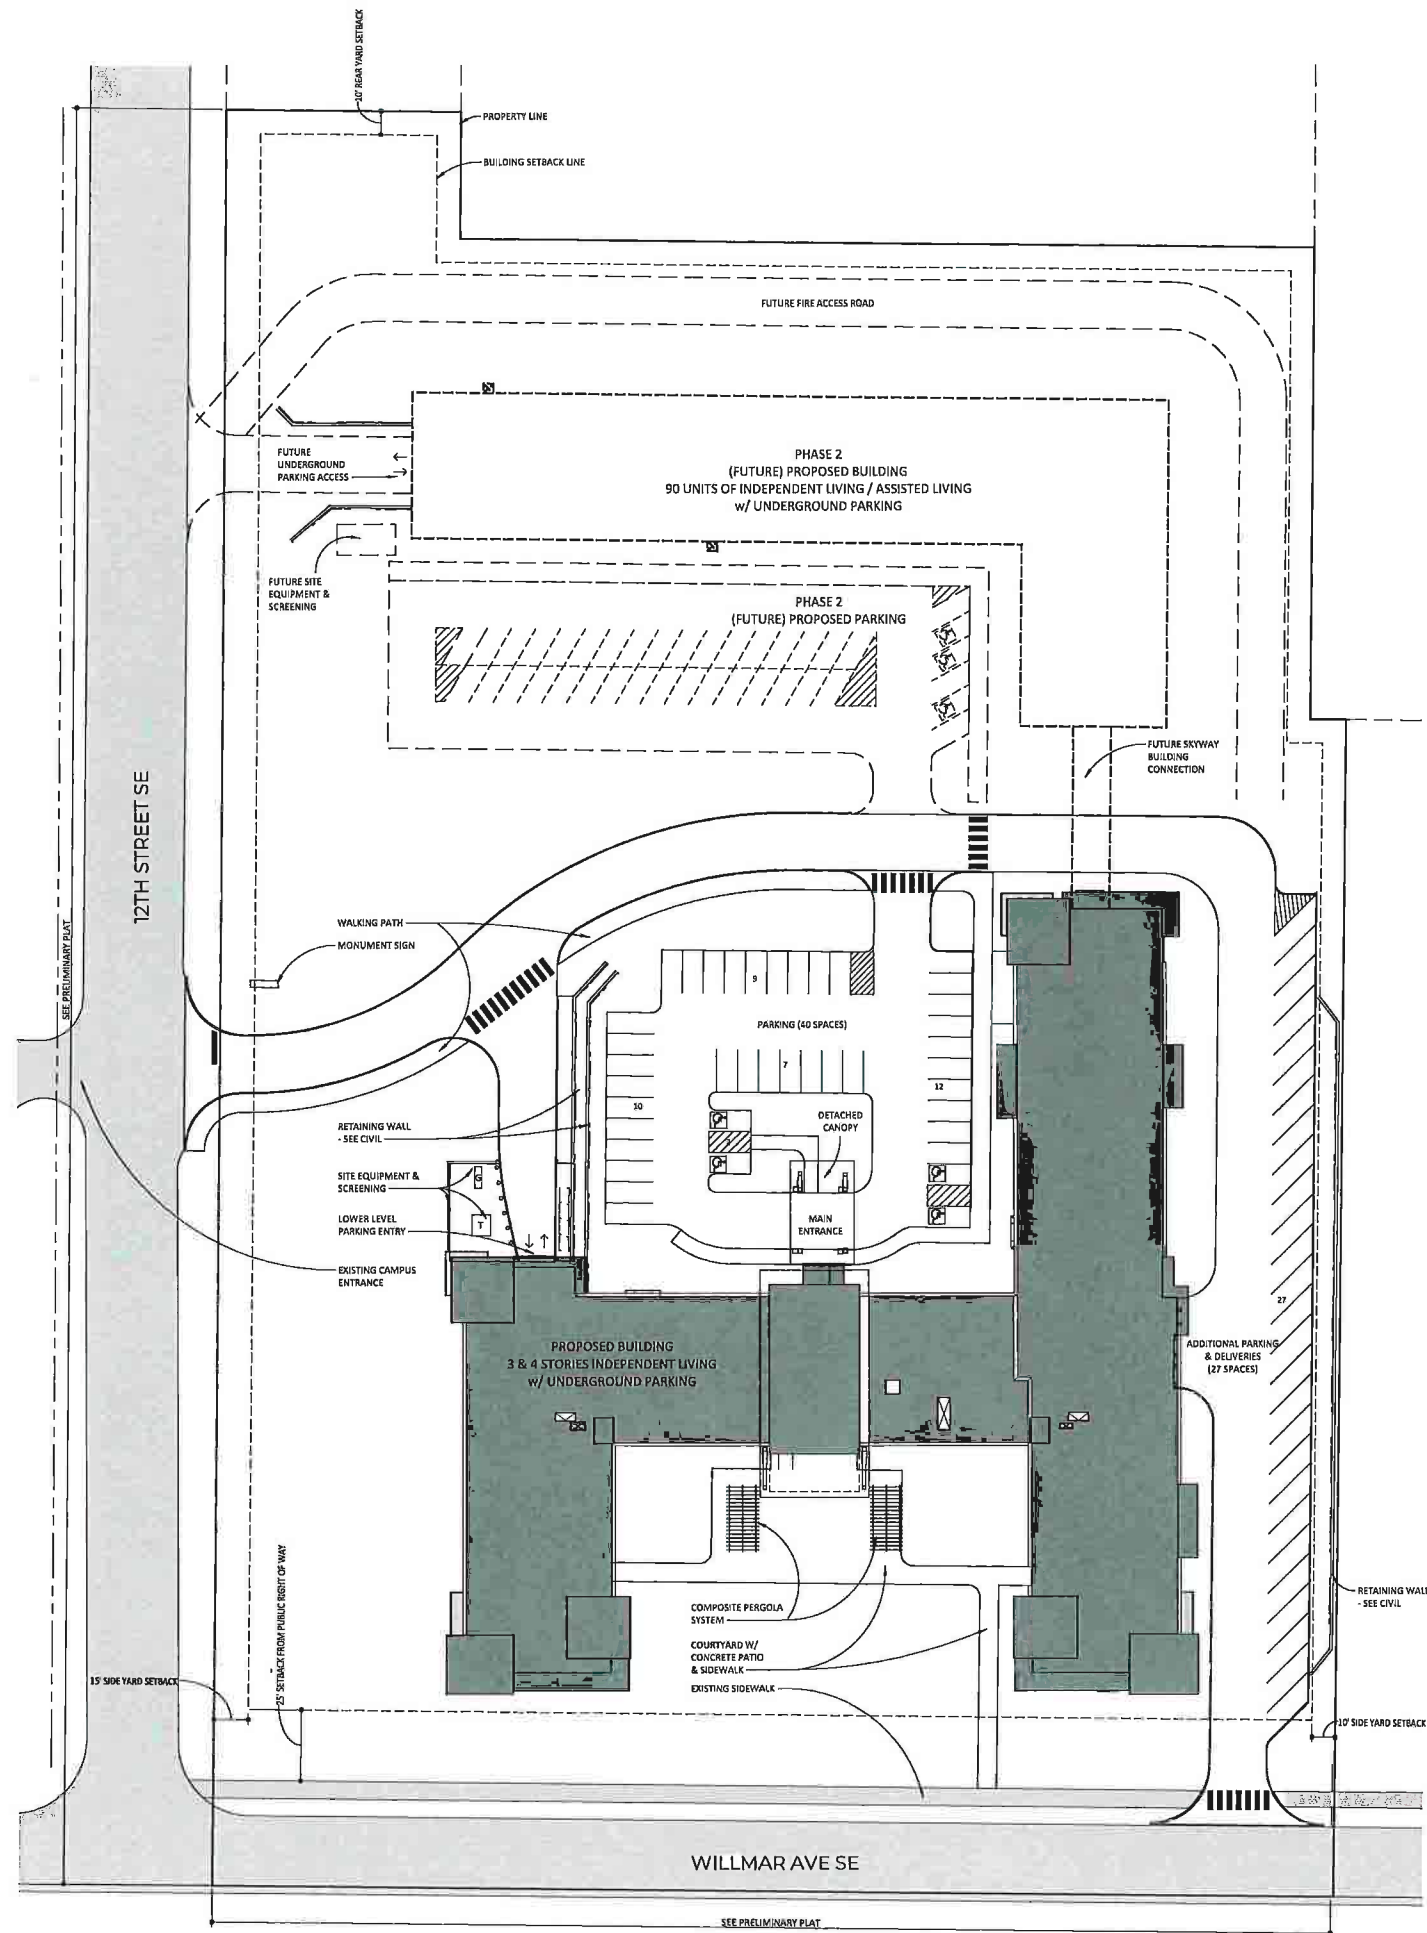 10' REAR YARD SETBACK
PROPERTY LINE
BUILDING SETBACK LINE
FUTURE FIRE ACCESS ROAD
FUTURE
UNDERGROUND
PARKING ACCESS
PHASE 2
(FUTURE) PROPOSED BUILDING
90 UNITS OF INDEPENDENT LIVING / ASSISTED LIVING
w/ UNDERGROUND PARKING
FUTURE SITE
EQUIPMENT &
SCREENING
PHASE 2
(FUTURE) PROPOSED PARKING
FUTURE SKYWAY
BUILDING
CONNECTION
12TH STREET SE
SEE PRELIMINARY PLAT
WALKING PATH
MONUMENT SIGN
9
PARKING (40 SPACES)
7
12
10
DETACHED
CANOPY
RETAINING WALL
- SEE CIVIL
SITE EQUIPMENT &
SCREENING
G
T
LOWER LEVEL
PARKING ENTRY
MAIN
ENTRANCE
EXISTING CAMPUS
ENTRANCE
27
PROPOSED BUILDING
3 & 4 STORIES INDEPENDENT LIVING
w/ UNDERGROUND PARKING
ADDITIONAL PARKING
& DELIVERIES
(27 SPACES)
COMPOSITE PERGOLA
SYSTEM
COURTYARD W/
CONCRETE PATIO
& SIDEWALK
EXISTING SIDEWALK
RETAINING WALL
- SEE CIVIL
25' SETBACK FROM PUBLIC RIGHT OF WAY
15' SIDE YARD SETBACK
10' SIDE YARD SETBACK
WILLMAR AVE SE
SEE PRELIMINARY PLAT